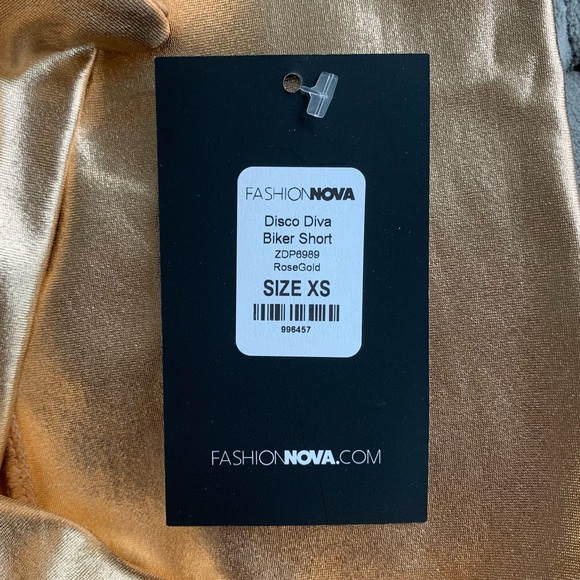 FASHIONNOVA
Disco Diva
Biker Short
ZDP6989
RoseGold
SIZE XS
996457
FASHIONNOVA.COM